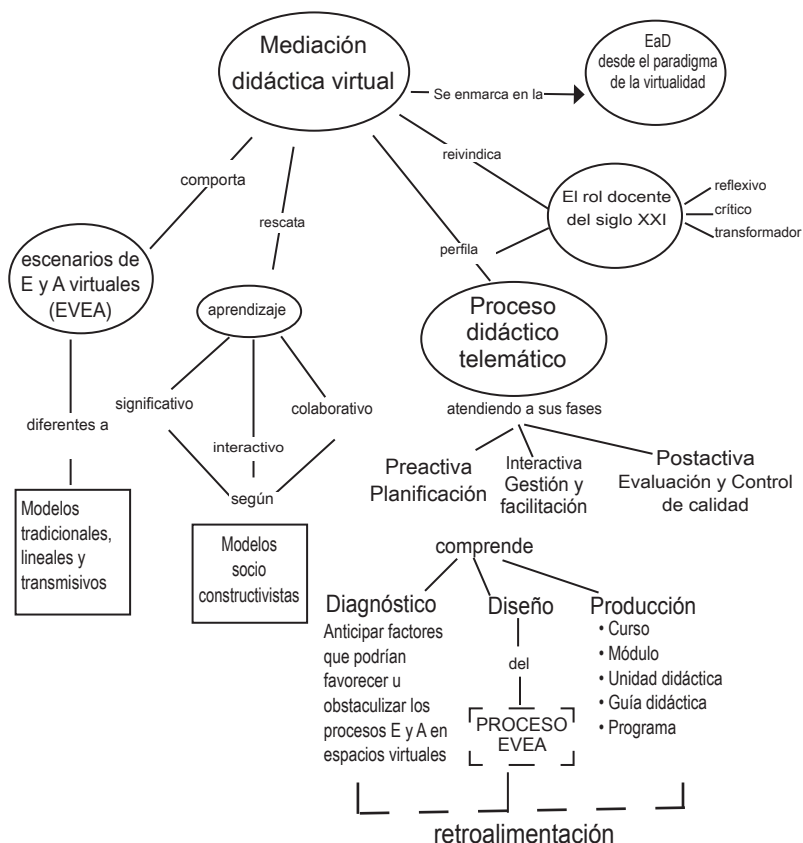 Mediación
didáctica virtual
EaD
desde el paradigma
de la virtualidad
Se enmarca en la
reivindica
comporta
El rol docente
del siglo XXI
reflexivo
crítico
transformador
rescata
perfila
escenarios de
E y A virtuales
(EVEA)
aprendizaje
Proceso
didáctico
telemático
significativo
colaborativo
interactivo
atendiendo a sus fases
diferentes a
según
Preactiva
Planificación
Interactiva
Gestión y
facilitación
Postactiva
Evaluación y Control
de calidad
Modelos
tradicionales,
lineales y
transmisivos
Modelos
socio
constructivistas
comprende
Diagnóstico
Anticipar factores
que podrían
favorecer u
obstaculizar los
procesos E y A en
espacios virtuales
Diseño
del
PROCESO
EVEA
Producción
• Curso
• Módulo
• Unidad didáctica
• Guía didáctica
• Programa
retroalimentación